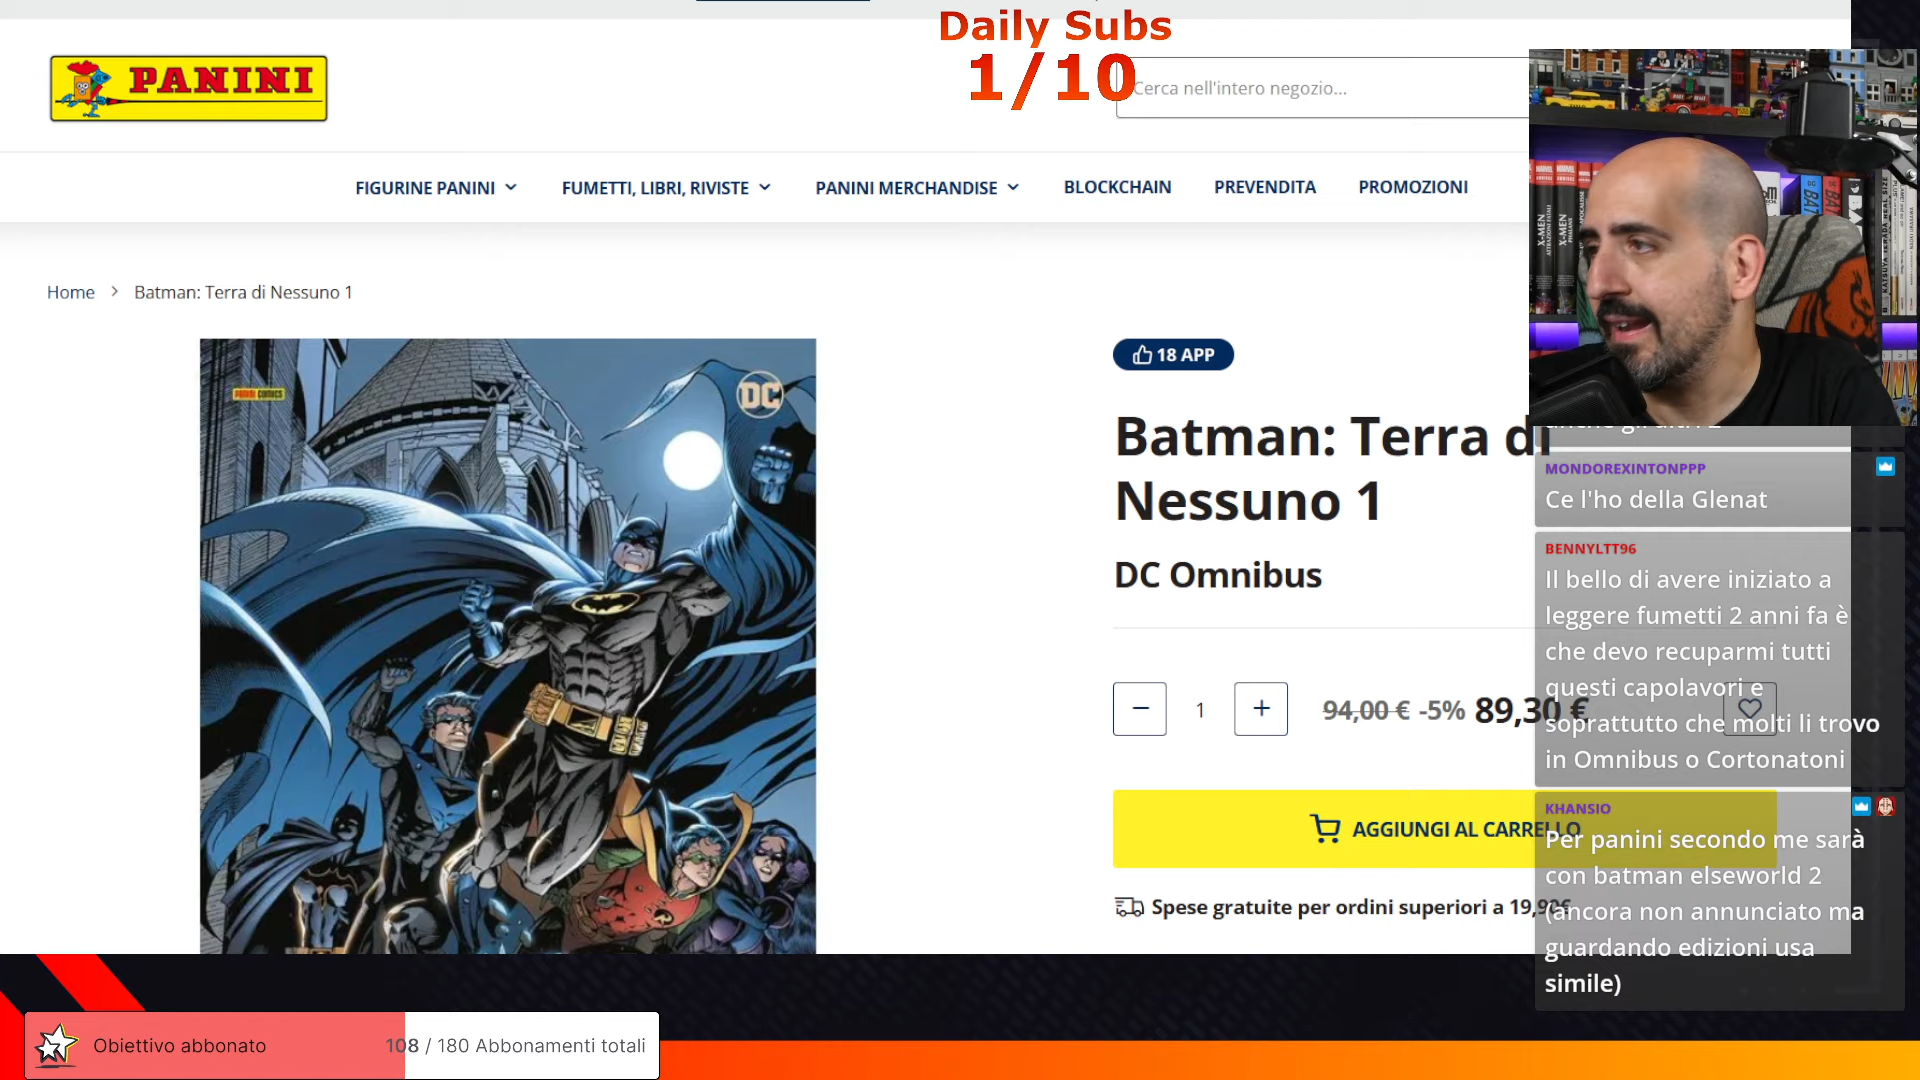 Daily Subs
1/10
PANINI
Cerca nell'intero negozio...
FIGURINE PANINI
FUMETTI, LIBRI, RIVISTE
PANINI MERCHANDISE
BLOCKCHAIN
PREVENDITA
PROMOZIONI
Home
Batman: Terra di Nessuno 1
PANINI COMICS
DC
18 APP
Batman: Terra di
Nessuno 1
DC Omnibus
1
94,00 € -5% 89,30 €
AGGIUNGI AL CARRELLO
Spese gratuite per ordini superiori a 19,90€
X-MEN
X-MEN
MONDOREXINTONPPP
Ce l'ho della Glenat
BENNYLTT96
Il bello di avere iniziato a
leggere fumetti 2 anni fa è
che devo recuparmi tutti
questi capolavori e
soprattutto che molti li trovo
in Omnibus o Cortonatoni
KHANSIO
Per panini secondo me sarà
con batman elseworld 2
(ancora non annunciato ma
guardando edizioni usa
simile)
Obiettivo abbonato
108 / 180 Abbonamenti totali